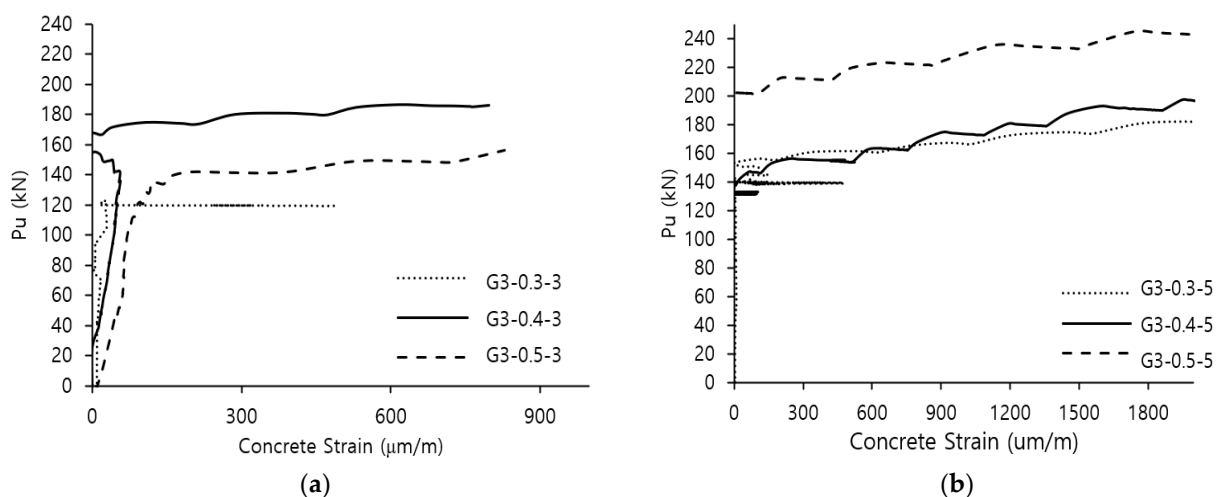 240
220
200
180
160
140
120
100
80
60
40
20
0
Pu (kN)
0 300 600 900
Concrete Strain (μm/m)
G3-0.3-3
G3-0.4-3
G3-0.5-3
(a)
240
220
200
180
160
140
120
100
80
60
40
20
0
Pu (kN)
0 300 600 900 1200 1500 1800
Concrete Strain (um/m)
G3-0.3-5
G3-0.4-5
G3-0.5-5
(b)